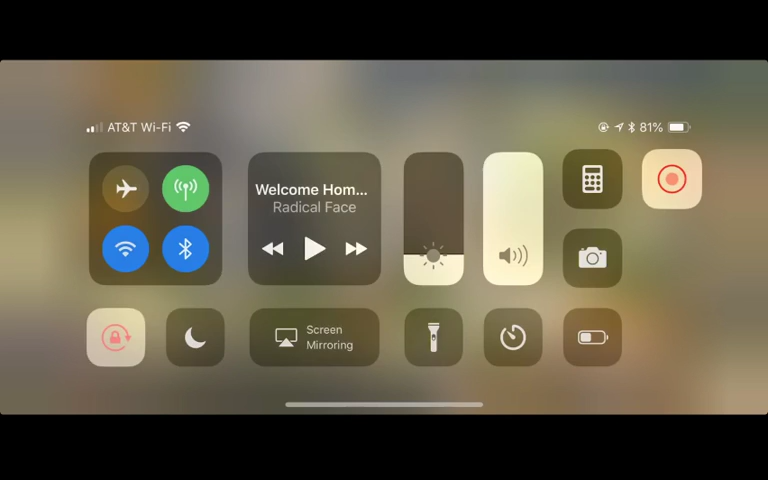 AT&T Wi-Fi
81%
Welcome Hom...
Radical Face
Screen
Mirroring